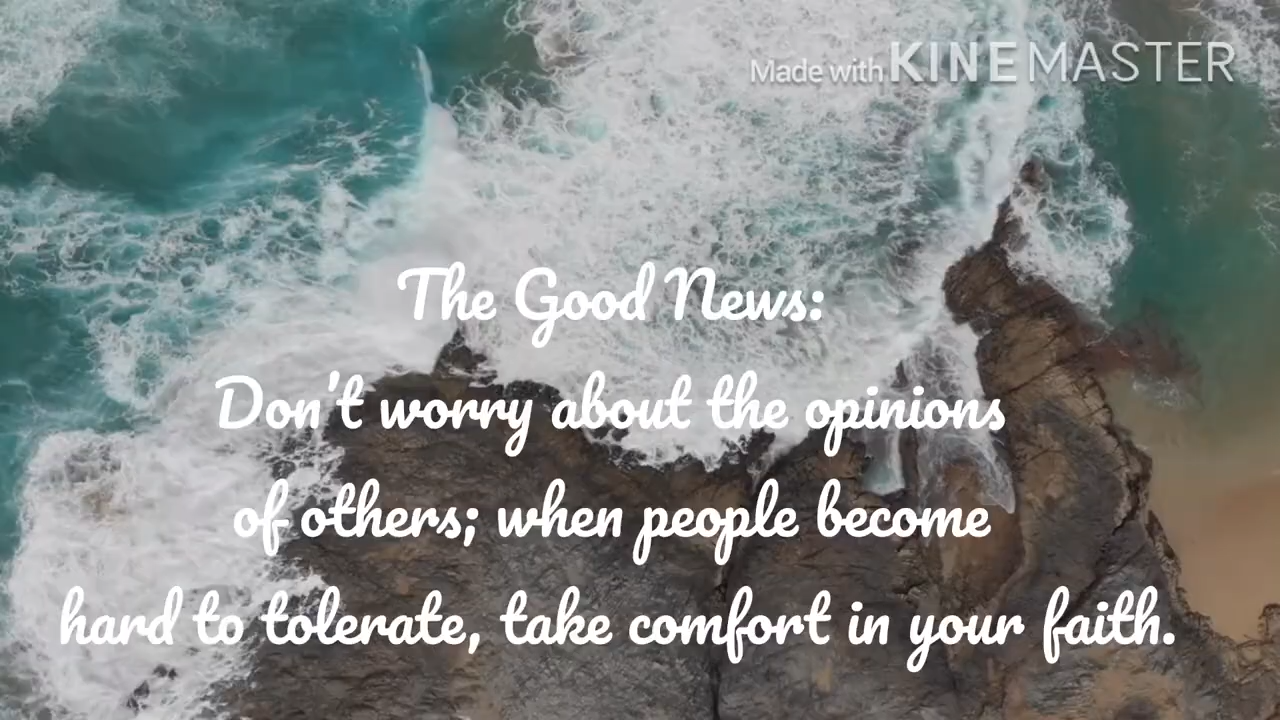 Made with KINEMASTER
The Good News:
Don't worry about the opinions
of others; when people become
hard to tolerate, take comfort in your faith.